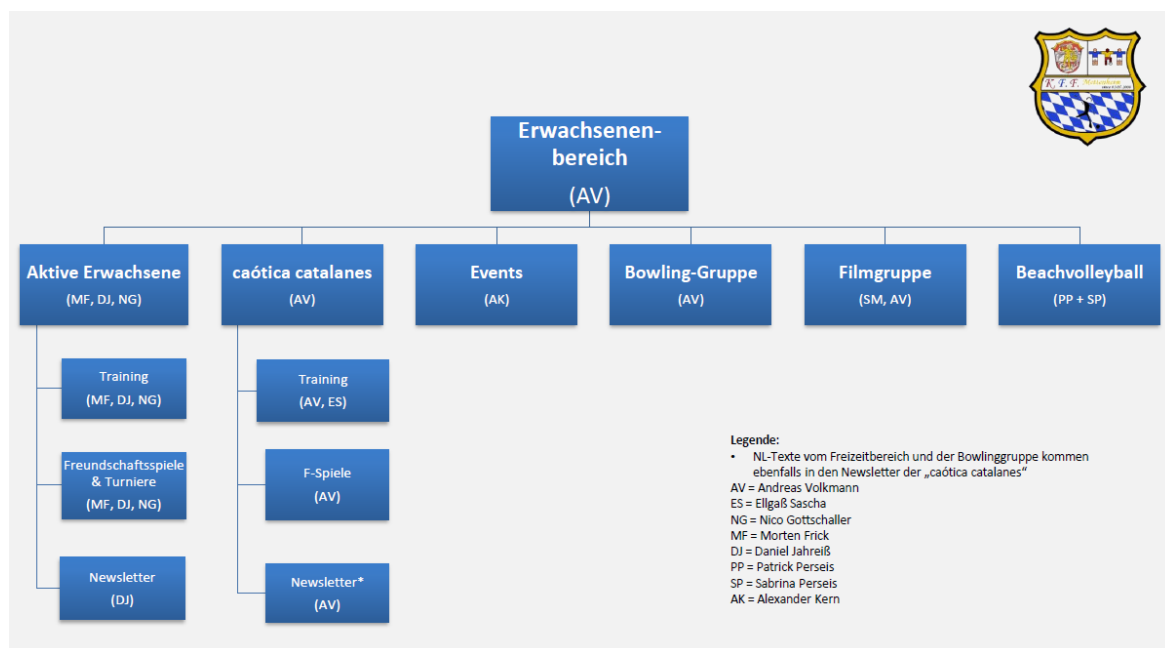 K. F. F.
Erwachsenen-
bereich
(AV)
Aktive Erwachsene
(MF, DJ, NG)
caótica catalanes
(AV)
Events
(AK)
Bowling-Gruppe
(AV)
Filmgruppe
(SM, AV)
Beachvolleyball
(PP + SP)
Training
(MF, DJ, NG)
Freundschaftsspiele
& Turniere
(MF, DJ, NG)
Newsletter
(DJ)
Training
(AV, ES)
F-Spiele
(AV)
Newsletter*
(AV)
Legende:
• NL-Texte vom Freizeitbereich und der Bowlinggruppe kommen
ebenfalls in den Newsletter der „caótica catalanes“
AV = Andreas Volkmann
ES = Ellgaß Sascha
NG = Nico Gottschaller
MF = Morten Frick
DJ = Daniel Jahreiß
PP = Patrick Perseis
SP = Sabrina Perseis
AK = Alexander Kern